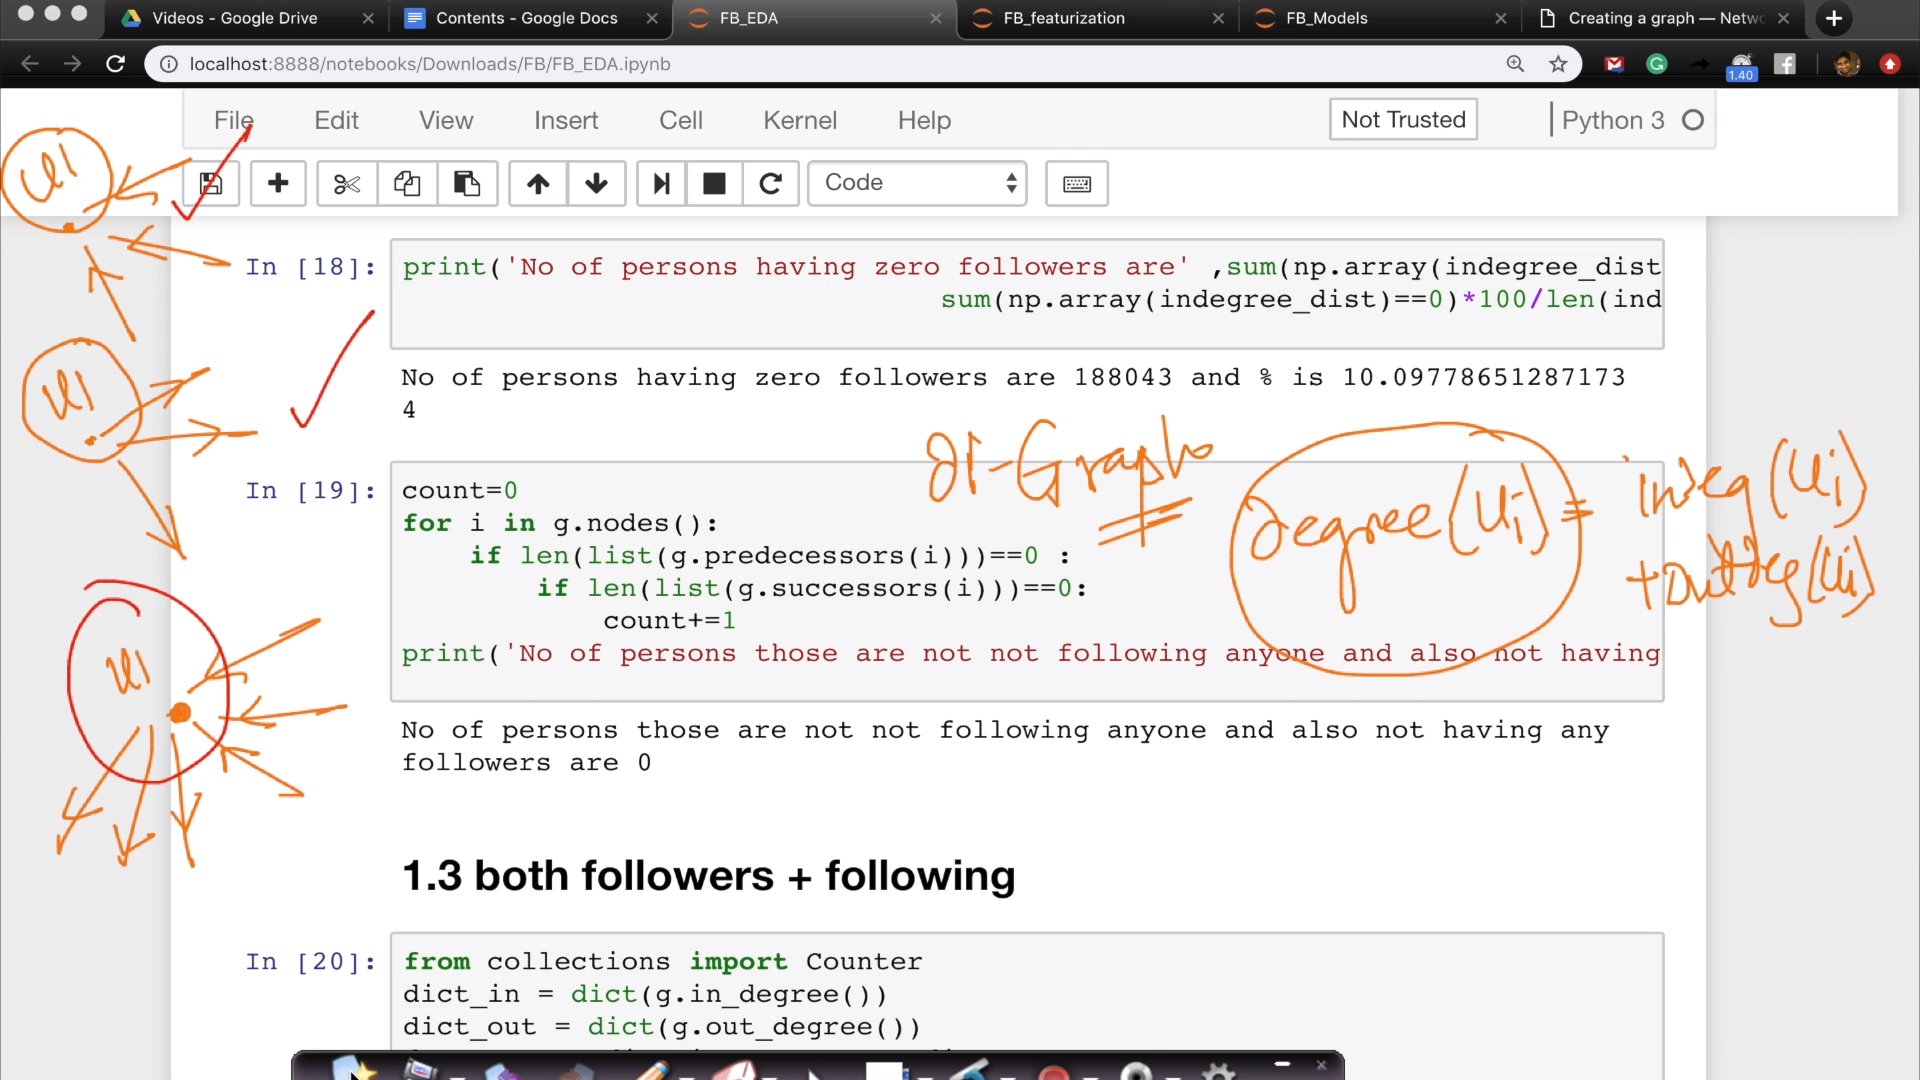 Videos - Google Drive
Contents - Google Docs
FB_EDA
FB_featurization
FB_Models
Creating a graph — Netw
localhost:8888/notebooks/Downloads/FB/FB_EDA.ipynb
1.40
File Edit View Insert Cell Kernel Help
Not Trusted
Python 3
Code
u1
In [18]:
print('No of persons having zero followers are' ,sum(np.array(indegree_dist
sum(np.array(indegree_dist)==0)*100/len(ind
No of persons having zero followers are 188043 and % is 10.09778651287173
4
u1
di-Graph
degree(ui) = indeg(ui)
+outdeg(ui)
In [19]:
count=0
for i in g.nodes():
if len(list(g.predecessors(i)))==0 :
if len(list(g.successors(i)))==0:
count+=1
print('No of persons those are not not following anyone and also not having
u1
No of persons those are not not following anyone and also not having any
followers are 0
1.3 both followers + following
In [20]:
from collections import Counter
dict_in = dict(g.in_degree())
dict_out = dict(g.out_degree())